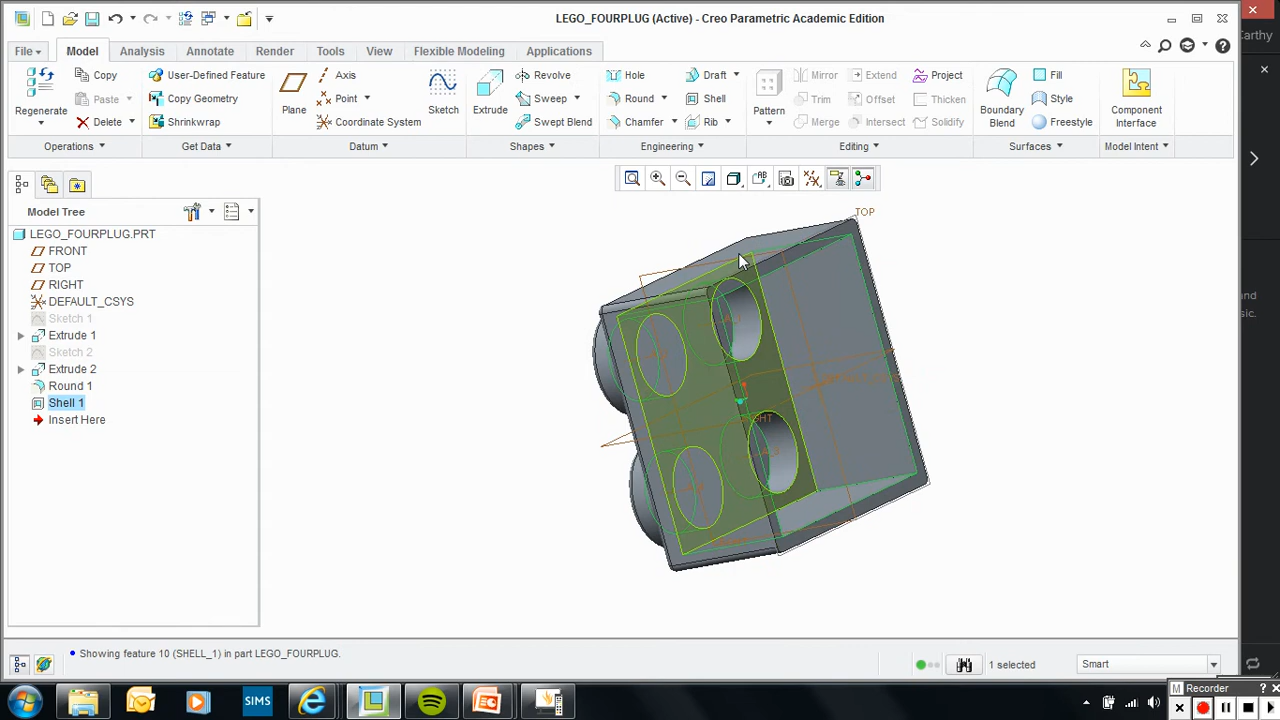 LEGO_FOURPLUG (Active) - Creo Parametric Academic Edition
File Model Analysis Annotate Render Tools View Flexible Modeling Applications
Copy User-Defined Feature Axis Revolve Hole Draft Mirror Extend Project Fill
Paste Copy Geometry Point Sweep Round Shell Trim Offset Thicken Style
Regenerate Delete Shrinkwrap Plane Coordinate System Sketch Extrude Swept Blend Chamfer Rib Pattern Merge Intersect Solidify Boundary Blend Freestyle Component Interface
Operations Get Data Datum Shapes Engineering Editing Surfaces Model Intent
Model Tree
LEGO_FOURPLUG.PRT
FRONT
TOP
RIGHT
DEFAULT_CSYS
Sketch 1
Extrude 1
Sketch 2
Extrude 2
Round 1
Shell 1
Insert Here
TOP
Showing feature 10 (SHELL_1) in part LEGO_FOURPLUG.
1 selected
Smart
SIMS
Recorder
Carthy